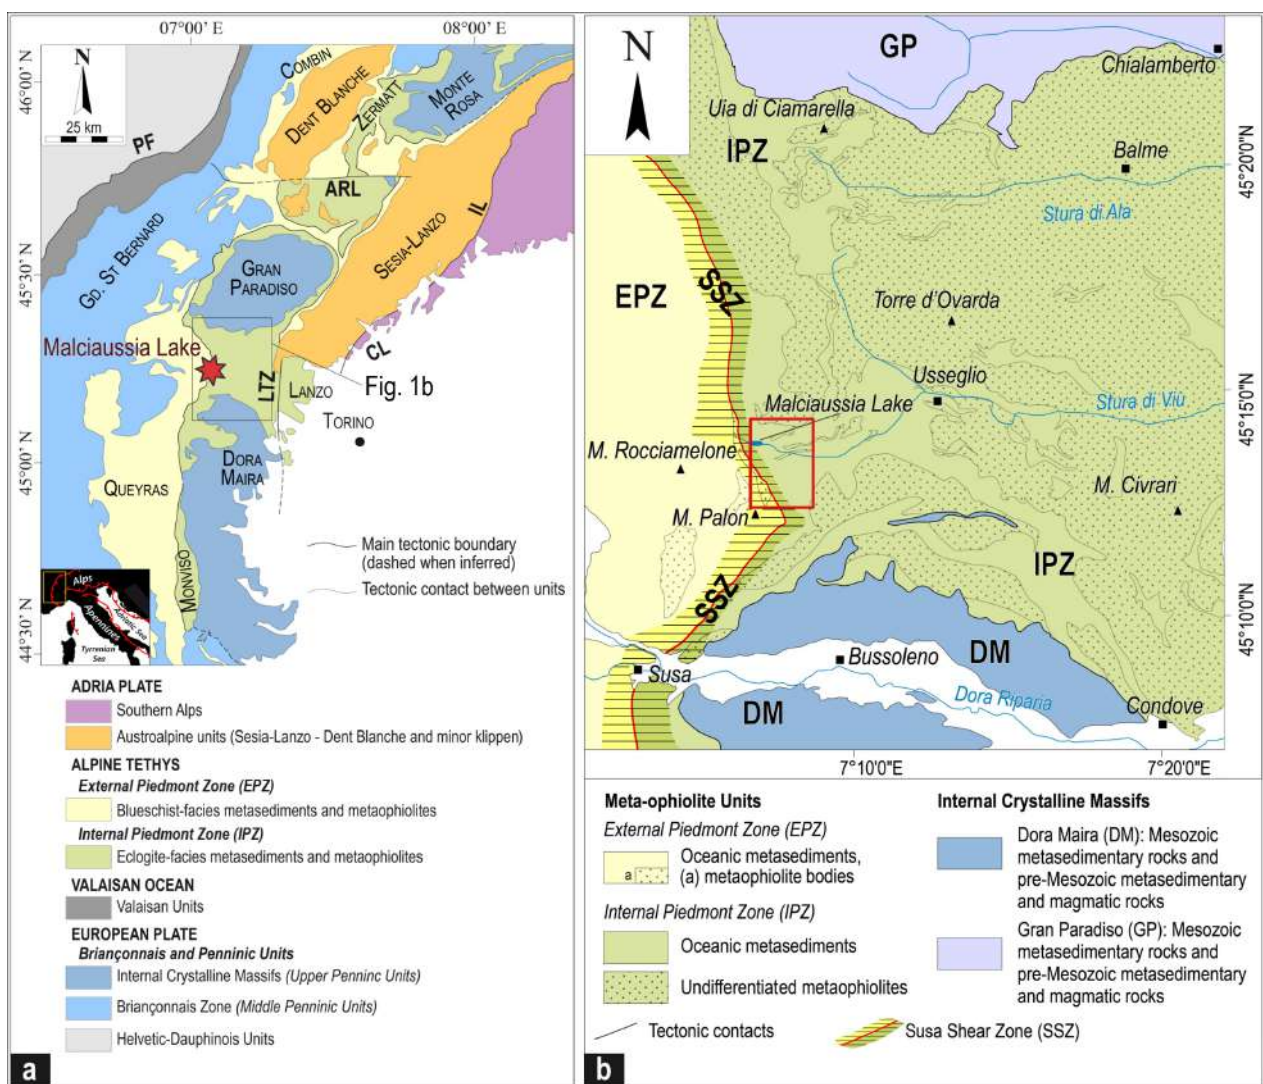 07°00' E
08°00' E
46°00' N
45°30' N
45°00' N
44°30' N
N
25 km
PF
COMBIN
DENT BLANCHE
ZERMATT
MONTE
ROSA
ARL
GD. ST BERNARD
SESIA-LANZO
IL
GRAN
PARADISO
Malciaussia Lake
CL
LTZ
LANZO
Fig. 1b
TORINO
DORA
MAIRA
QUEYRAS
MONVISO
Main tectonic boundary
(dashed when inferred)
Tectonic contact between units
Alps
Apennines
Adriatic Sea
Tyrrenian
Sea
ADRIA PLATE
Southern Alps
Austroalpine units (Sesia-Lanzo - Dent Blanche and minor klippen)
ALPINE TETHYS
External Piedmont Zone (EPZ)
Blueschist-facies metasediments and metaophiolites
Internal Piedmont Zone (IPZ)
Eclogite-facies metasediments and metaophiolites
VALAISAN OCEAN
Valaisan Units
EUROPEAN PLATE
Briançonnais and Penninic Units
Internal Crystalline Massifs (Upper Penninc Units)
Briançonnais Zone (Middle Penninic Units)
Helvetic-Dauphinois Units
a
N
GP
Chialamberto
Uia di Ciamarella
IPZ
Balme
Stura di Ala
45°20'0"N
SSZ
EPZ
Torre d'Ovarda
Usseglio
Malciaussia Lake
Stura di Viù
45°15'0"N
M. Rocciamelone
M. Civrari
M. Palon
IPZ
SSZ
45°10'0"N
DM
Bussoleno
Susa
Dora Riparia
DM
Condove
7°10'0"E
7°20'0"E
Meta-ophiolite Units
External Piedmont Zone (EPZ)
a
Oceanic metasediments,
(a) metaophiolite bodies
Internal Piedmont Zone (IPZ)
Oceanic metasediments
Undifferentiated metaophiolites
Tectonic contacts
Susa Shear Zone (SSZ)
Internal Crystalline Massifs
Dora Maira (DM): Mesozoic
metasedimentary rocks and
pre-Mesozoic metasedimentary
and magmatic rocks
Gran Paradiso (GP): Mesozoic
metasedimentary rocks and
pre-Mesozoic metasedimentary
and magmatic rocks
b